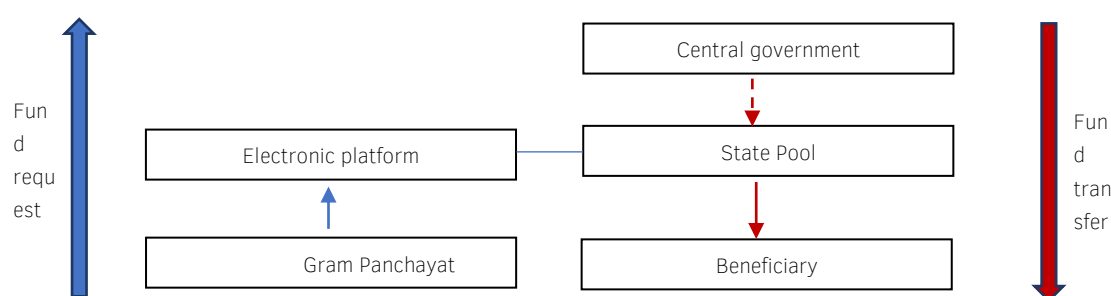 Central government
Fun
d
requ
est
Electronic platform
State Pool
Fun
d
tran
sfer
Gram Panchayat
Beneficiary